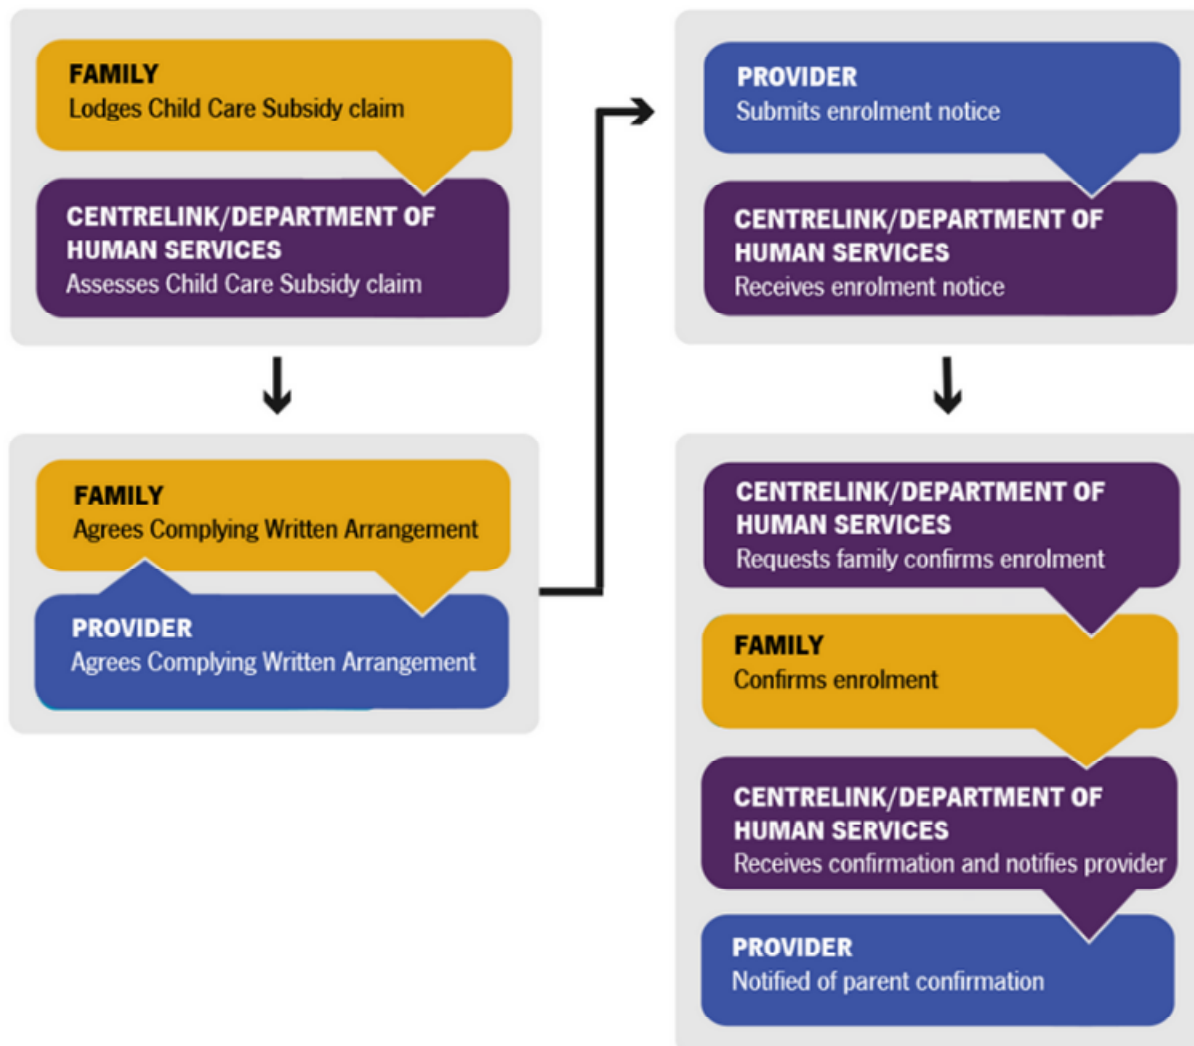 FAMILY
Lodges Child Care Subsidy claim
CENTRELINK/DEPARTMENT OF
HUMAN SERVICES
Assesses Child Care Subsidy claim
FAMILY
Agrees Complying Written Arrangement
PROVIDER
Agrees Complying Written Arrangement
PROVIDER
Submits enrolment notice
CENTRELINK/DEPARTMENT OF
HUMAN SERVICES
Receives enrolment notice
CENTRELINK/DEPARTMENT OF
HUMAN SERVICES
Requests family confirms enrolment
FAMILY
Confirms enrolment
CENTRELINK/DEPARTMENT OF
HUMAN SERVICES
Receives confirmation and notifies provider
PROVIDER
Notified of parent confirmation